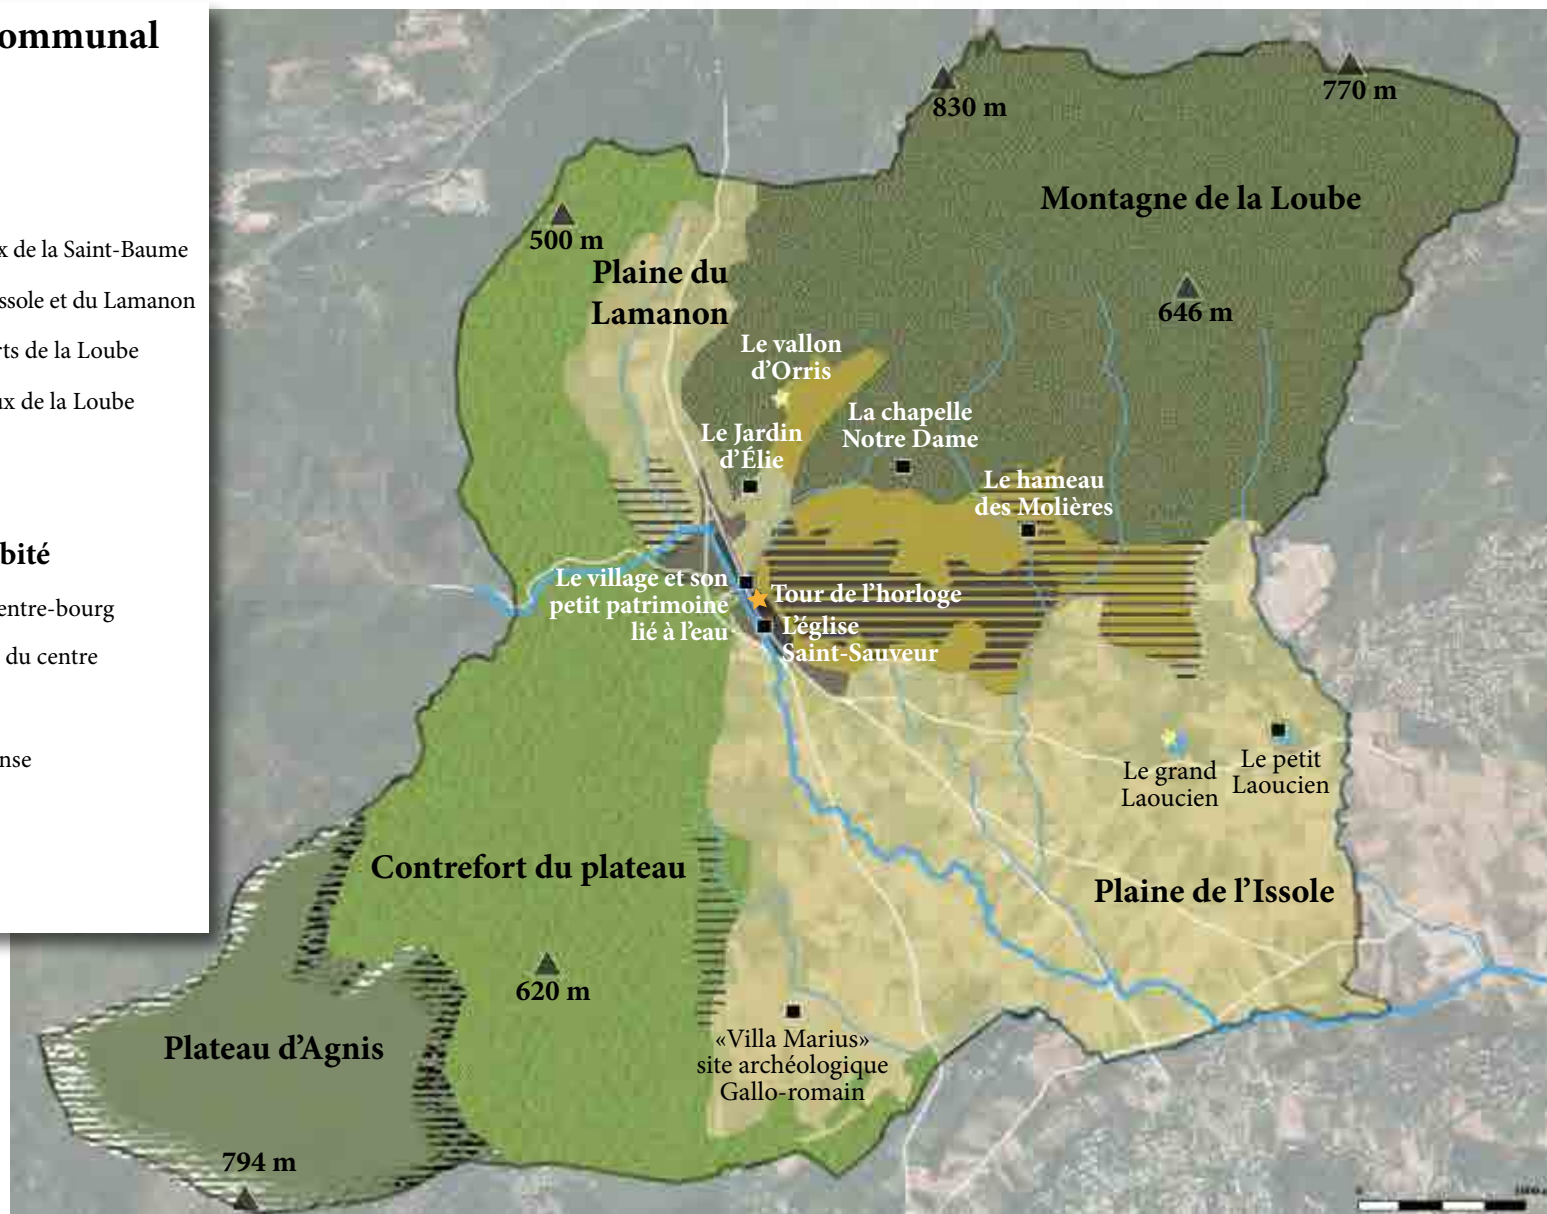 ommunal
x de la Saint-Baume
ssole et du Lamanon
rts de la Loube
ux de la Loube
bité
entre-bourg
du centre
nse
830 m
770 m
Montagne de la Loube
500 m
646 m
Plaine du
Lamanon
Le vallon
d’Orris
La chapelle
Notre Dame
Le Jardin
d’Élie
Le hameau
des Molières
Le village et son
petit patrimoine
lié à l’eau
Tour de l’horloge
L’église
Saint-Sauveur
Le grand
Laoucien
Le petit
Laoucien
Contrefort du plateau
Plaine de l’Issole
620 m
«Villa Marius»
site archéologique
Gallo-romain
Plateau d’Agnis
794 m
0